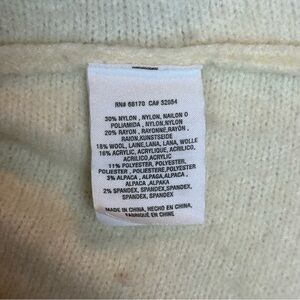 RN# 68170 CA# 32054
30% NYLON , NYLON, NAILON O
POLIAMIDA , NYLON,NYLON
20% RAYON , RAYONNE,RAYON ,
RAION,KUNSTSEIDE
18% WOOL, LAINE,LANA, LANA, WOLLE
16% ACRYLIC, ACRYLIQUE, ACRILICO,
ACRILICO,ACRYLIC
11% POLYESTER, POLYESTER,
POLIESTER , POLIESTERE,POLYESTER
3% ALPACA , ALPAGA,ALPACA ,
ALPACA ,ALPAKA
2% SPANDEX, SPANDEX,SPANDEX,
SPANDEX, SPANDEX
MADE IN CHINA, HECHO EN CHINA,
FABRIQUÉ EN CHINE